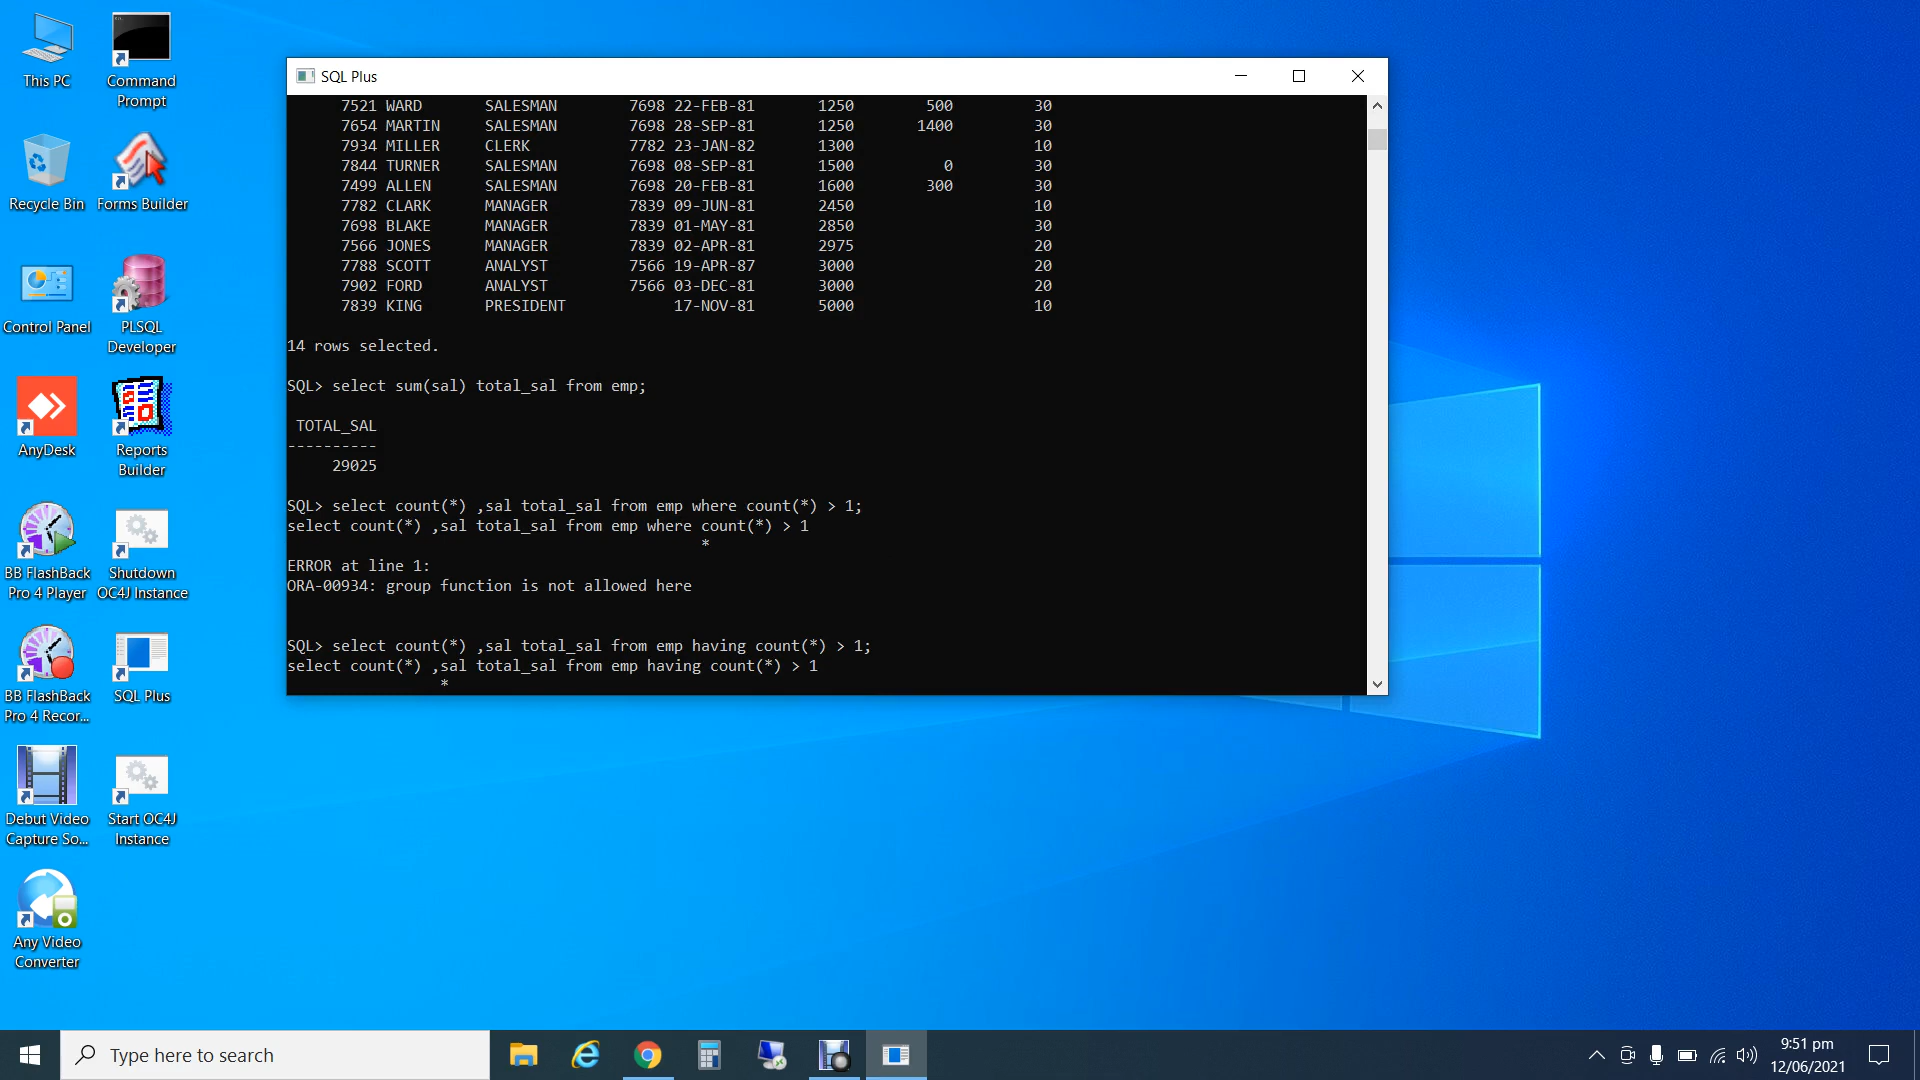 This PC
Command
Prompt
Recycle Bin
Forms Builder
Control Panel
PLSQL
Developer
AnyDesk
Reports
Builder
BB FlashBack
Pro 4 Player
Shutdown
OC4J Instance
BB FlashBack
Pro 4 Recor...
SQL Plus
Debut Video
Capture So...
Start OC4J
Instance
Any Video
Converter
SQL Plus
7521 WARD SALESMAN 7698 22-FEB-81 1250 500 30
7654 MARTIN SALESMAN 7698 28-SEP-81 1250 1400 30
7934 MILLER CLERK 7782 23-JAN-82 1300 10
7844 TURNER SALESMAN 7698 08-SEP-81 1500 0 30
7499 ALLEN SALESMAN 7698 20-FEB-81 1600 300 30
7782 CLARK MANAGER 7839 09-JUN-81 2450 10
7698 BLAKE MANAGER 7839 01-MAY-81 2850 30
7566 JONES MANAGER 7839 02-APR-81 2975 20
7788 SCOTT ANALYST 7566 19-APR-87 3000 20
7902 FORD ANALYST 7566 03-DEC-81 3000 20
7839 KING PRESIDENT 17-NOV-81 5000 10
14 rows selected.
SQL> select sum(sal) total_sal from emp;
TOTAL_SAL
----------
29025
SQL> select count(*) ,sal total_sal from emp where count(*) > 1;
select count(*) ,sal total_sal from emp where count(*) > 1
*
ERROR at line 1:
ORA-00934: group function is not allowed here
SQL> select count(*) ,sal total_sal from emp having count(*) > 1;
select count(*) ,sal total_sal from emp having count(*) > 1
*
Type here to search
9:51 pm
12/06/2021